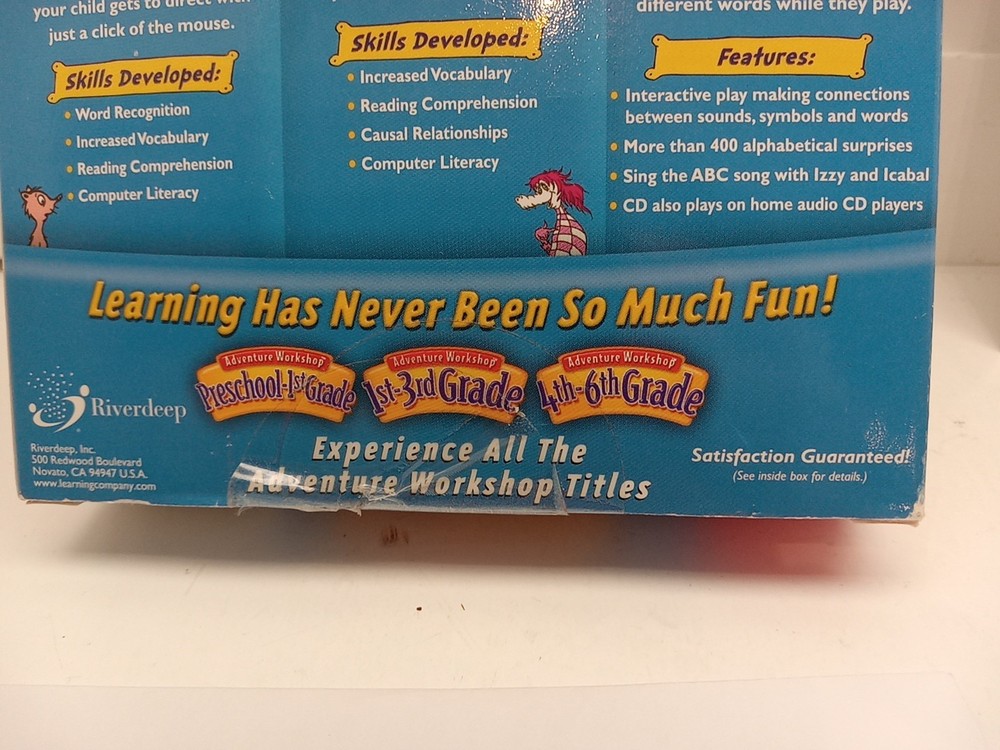 your child gets to direct with
just a click of the mouse.
Skills Developed:
• Word Recognition
• Increased Vocabulary
• Reading Comprehension
• Computer Literacy
Skills Developed:
• Increased Vocabulary
• Reading Comprehension
• Causal Relationships
• Computer Literacy
different words while they play.
Features:
• Interactive play making connections
between sounds, symbols and words
• More than 400 alphabetical surprises
• Sing the ABC song with Izzy and Icabal
• CD also plays on home audio CD players
Learning Has Never Been So Much Fun!
Adventure Workshop
Preschool-1st Grade
Adventure Workshop
1st-3rd Grade
Adventure Workshop
4th-6th Grade
Riverdeep
Riverdeep, Inc.
500 Redwood Boulevard
Novato, CA 94947 U.S.A.
www.learningcompany.com
Experience All The
Adventure Workshop Titles
Satisfaction Guaranteed!
(See inside box for details.)